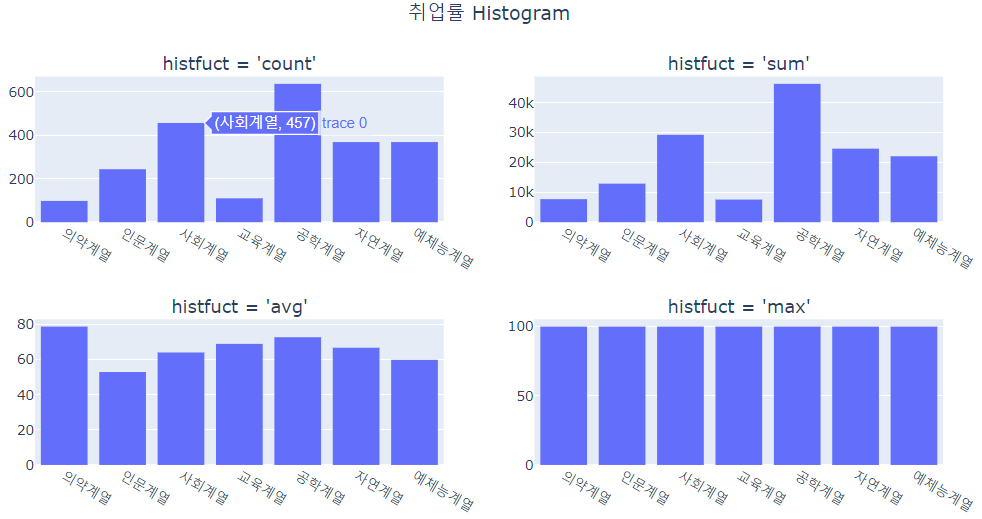 취업률 Histogram
histfuct = 'count'
600
400
200
0
(사회계열, 457) trace 0
의약계열
인문계열
사회계열
교육계열
공학계열
자연계열
예체능계열
histfuct = 'sum'
40k
30k
20k
10k
0
의약계열
인문계열
사회계열
교육계열
공학계열
자연계열
예체능계열
histfuct = 'avg'
80
60
40
20
0
의약계열
인문계열
사회계열
교육계열
공학계열
자연계열
예체능계열
histfuct = 'max'
100
50
0
의약계열
인문계열
사회계열
교육계열
공학계열
자연계열
예체능계열